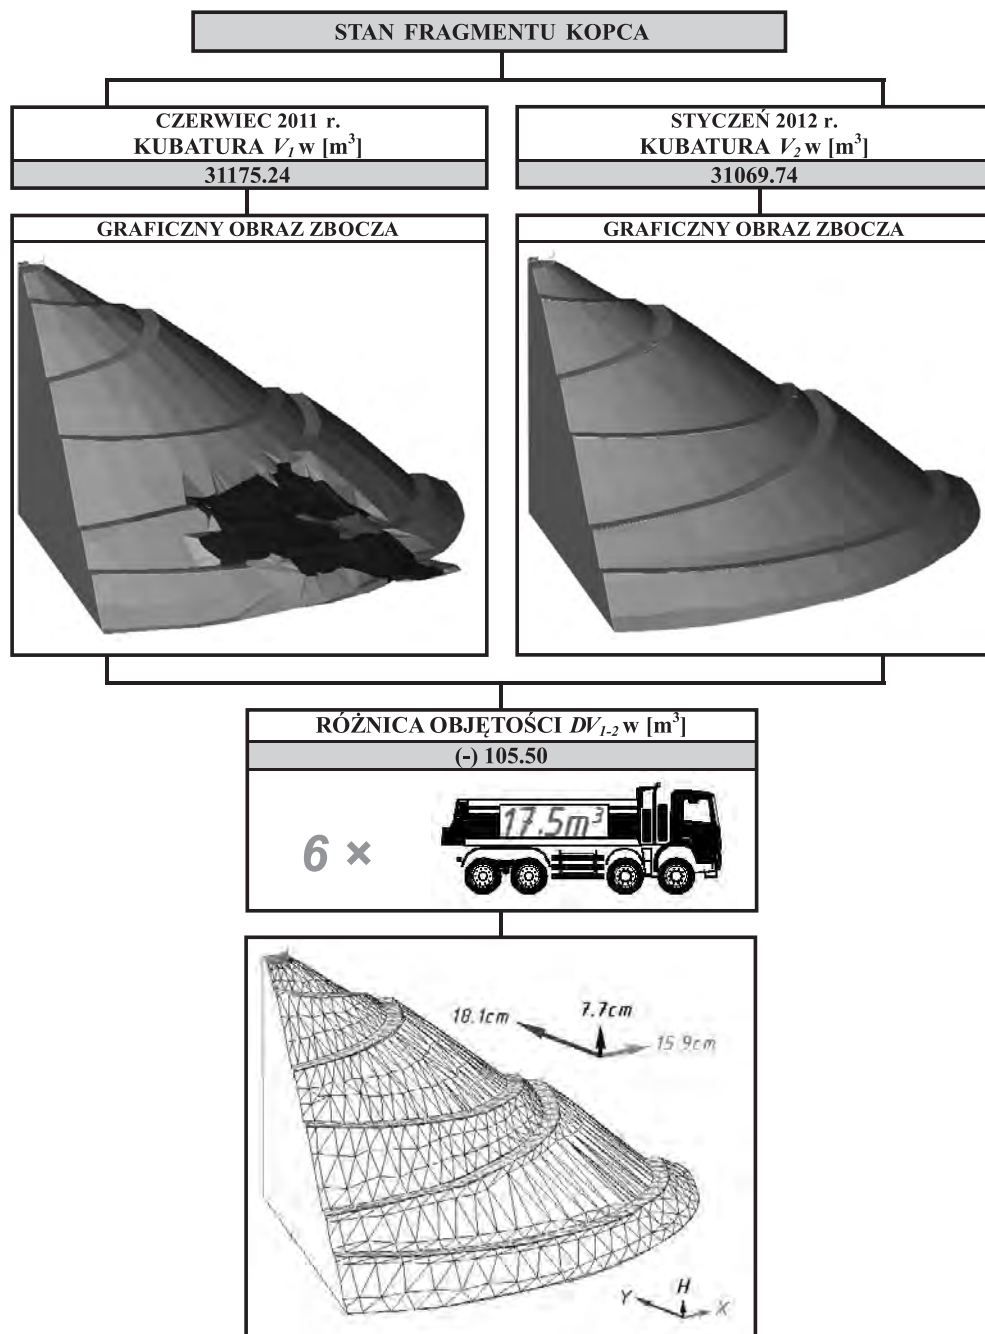 STAN FRAGMENTU KOPCA
CZERWIEC 2011 r.
KUBATURA V1 w [m³]
31175.24
STYCZEŃ 2012 r.
KUBATURA V2 w [m³]
31069.74
GRAFICZNY OBRAZ ZBOCZA
GRAFICZNY OBRAZ ZBOCZA
RÓŻNICA OBJĘTOŚCI DV1-2 w [m³]
(-) 105.50
6 ×
17.5m³
18.1cm
7.7cm
15.9cm
Y
H
X